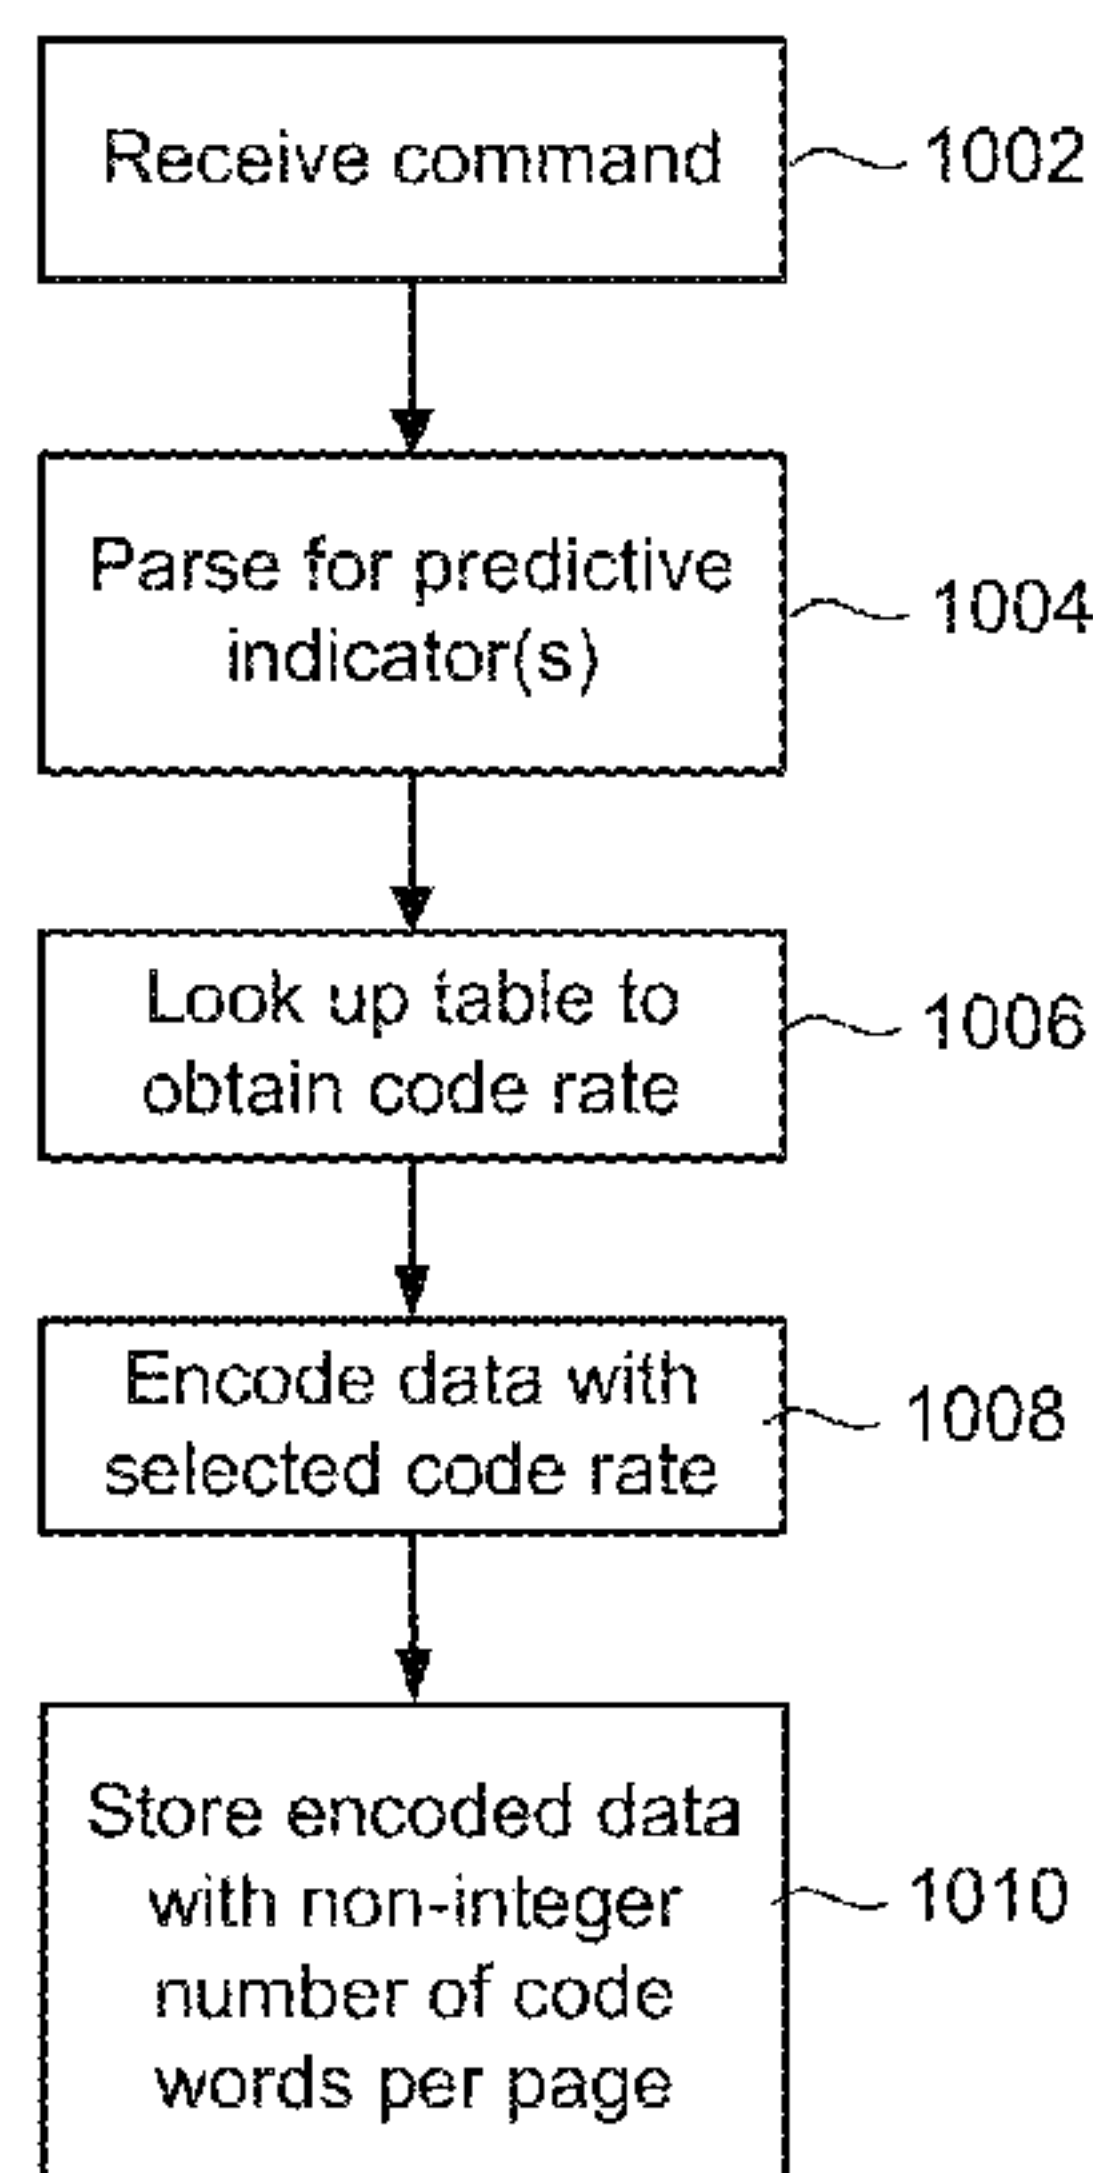 Receive command
1002
Parse for predictive
indicator(s)
1004
Look up table to
obtain code rate
1006
Encode data with
selected code rate
1008
Store encoded data
with non-integer
number of code
words per page
1010